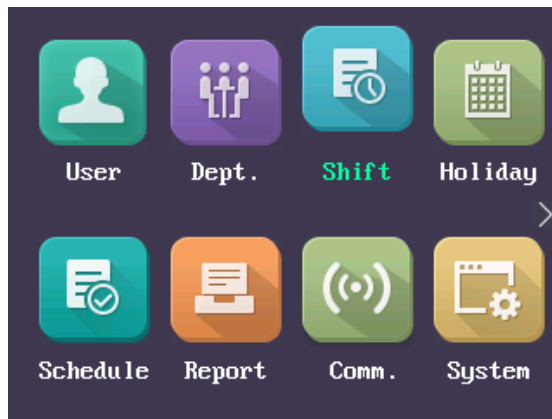 User Dept. Shift Holiday
Schedule Report Comm. System